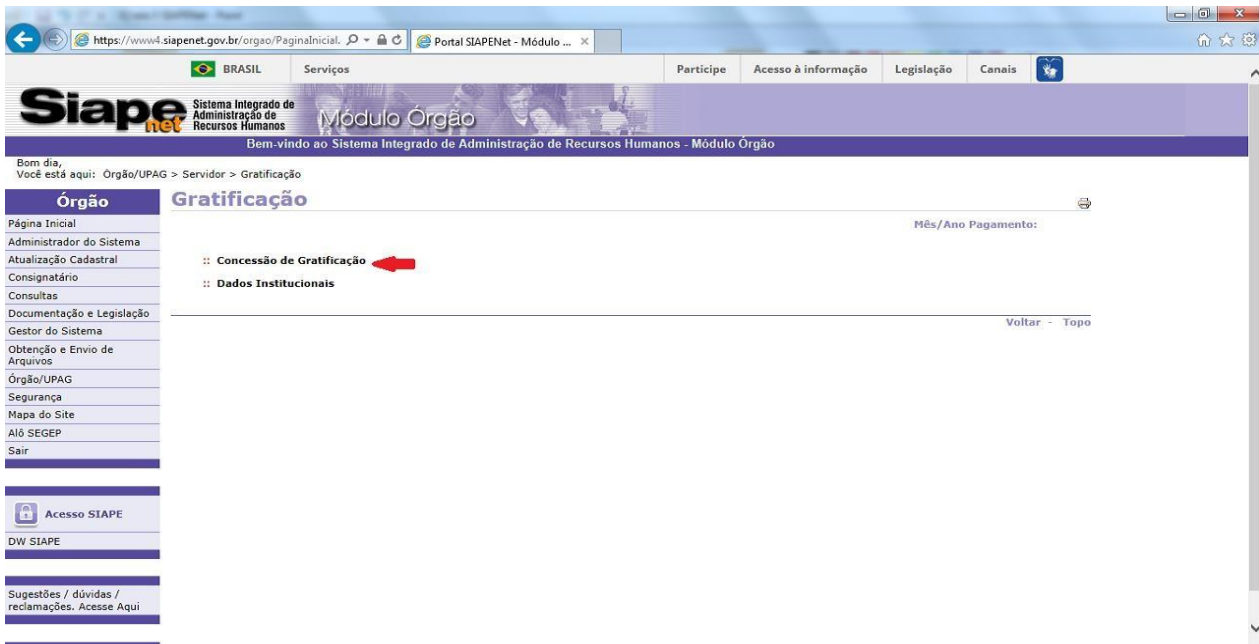 https://www4.siapenet.gov.br/orgao/PaginaInicial.
Portal SIAPENet - Módulo ...
BRASIL
Serviços
Participe
Acesso à informação
Legislação
Canais
Siape net
Sistema Integrado de
Administração de
Recursos Humanos
Módulo Órgão
Bem-vindo ao Sistema Integrado de Administração de Recursos Humanos - Módulo Órgão
Bom dia,
Você está aqui: Órgão/UPAG > Servidor > Gratificação
Órgão
Página Inicial
Administrador do Sistema
Atualização Cadastral
Consignatário
Consultas
Documentação e Legislação
Gestor do Sistema
Obtenção e Envio de
Arquivos
Órgão/UPAG
Segurança
Mapa do Site
Alô SEGEP
Sair
Acesso SIAPE
DW SIAPE
Sugestões / dúvidas /
reclamações. Acesse Aqui
Gratificação
Mês/Ano Pagamento:
:: Concessão de Gratificação
:: Dados Institucionais
Voltar - Topo